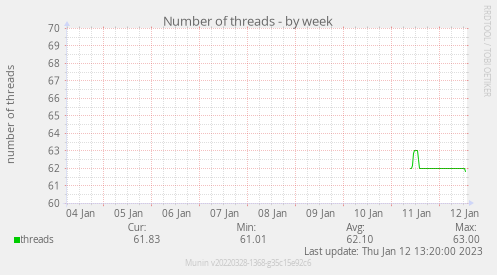 Number of threads - by week
RRDTOOL / TOBI OETIKER
number of threads
70
69
68
67
66
65
64
63
62
61
60
04 Jan 05 Jan 06 Jan 07 Jan 08 Jan 09 Jan 10 Jan 11 Jan 12 Jan
Cur: Min: Avg: Max:
threads 61.83 61.01 62.10 63.00
Last update: Thu Jan 12 13:20:00 2023
Munin v20220328-1368-g35c15e92c6